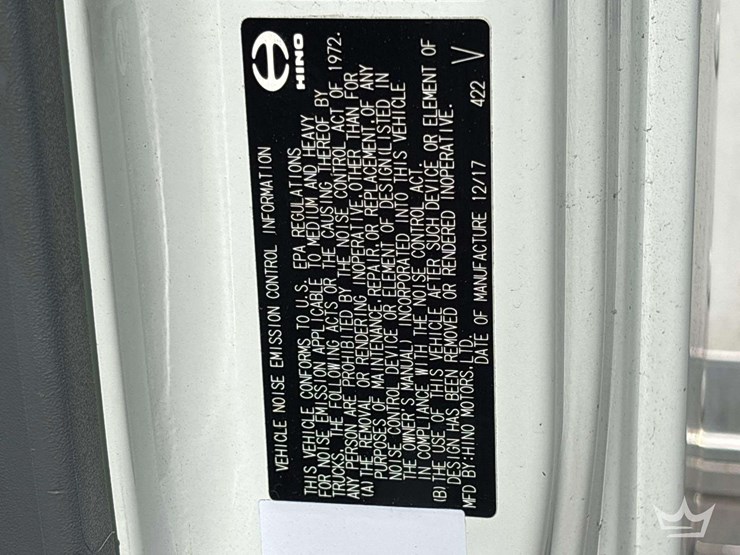 HINO
VEHICLE NOISE EMISSION CONTROL INFORMATION
THIS VEHICLE CONFORMS TO U.S. EPA REGULATIONS
FOR NOISE EMISSION APPLICABLE TO MEDIUM AND HEAVY
TRUCKS. THE FOLLOWING ACTS OR THE CAUSING THEREOF BY
ANY PERSON ARE PROHIBITED BY THE NOISE CONTROL ACT OF 1972.
(A) THE REMOVAL OR RENDERING INOPERATIVE, OTHER THAN FOR
PURPOSES OF MAINTENANCE, REPAIR, OR REPLACEMENT, OF ANY
NOISE CONTROL DEVICE OR ELEMENT OF DESIGN(LISTED IN
THE OWNER'S MANUAL) INCORPORATED INTO THIS VEHICLE
IN COMPLIANCE WITH THE NOISE CONTROL ACT.
(B) THE USE OF THIS VEHICLE AFTER SUCH DEVICE OR ELEMENT OF
DESIGN HAS BEEN REMOVED OR RENDERED INOPERATIVE.
MFD BY:HINO MOTORS, LTD.
DATE OF MANUFACTURE 12/17 422 V